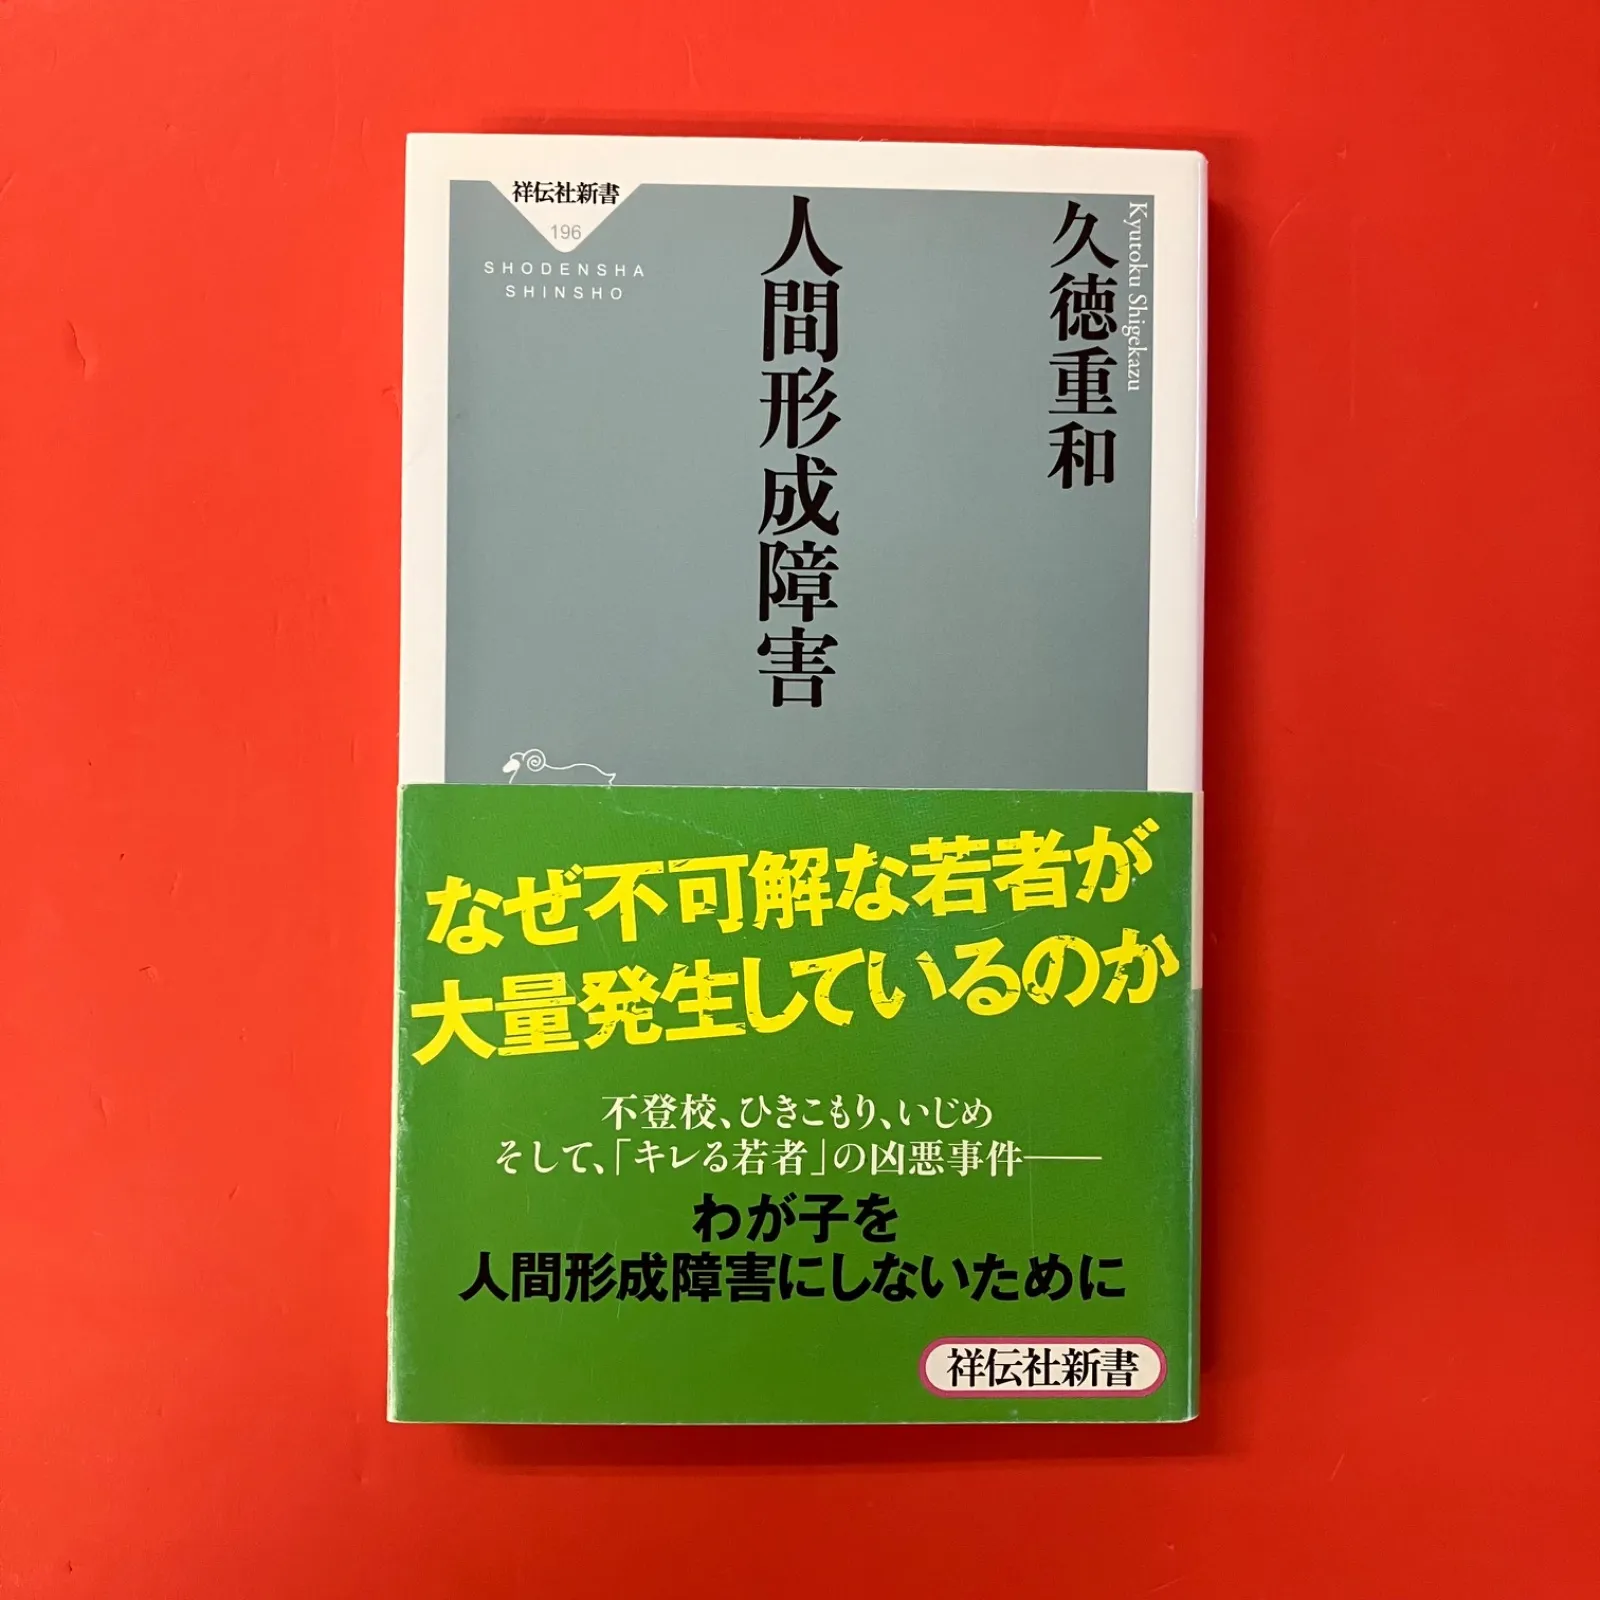 久徳重和
Kyutoku Shigekazu
人間形成障害
祥伝社新書
196
SHODENSHA
SHINSHO
なぜ不可解な若者が
大量発生しているのか
不登校、ひきこもり、いじめ
そして、「キレる若者」の凶悪事件――
わが子を
人間形成障害にしないために
祥伝社新書